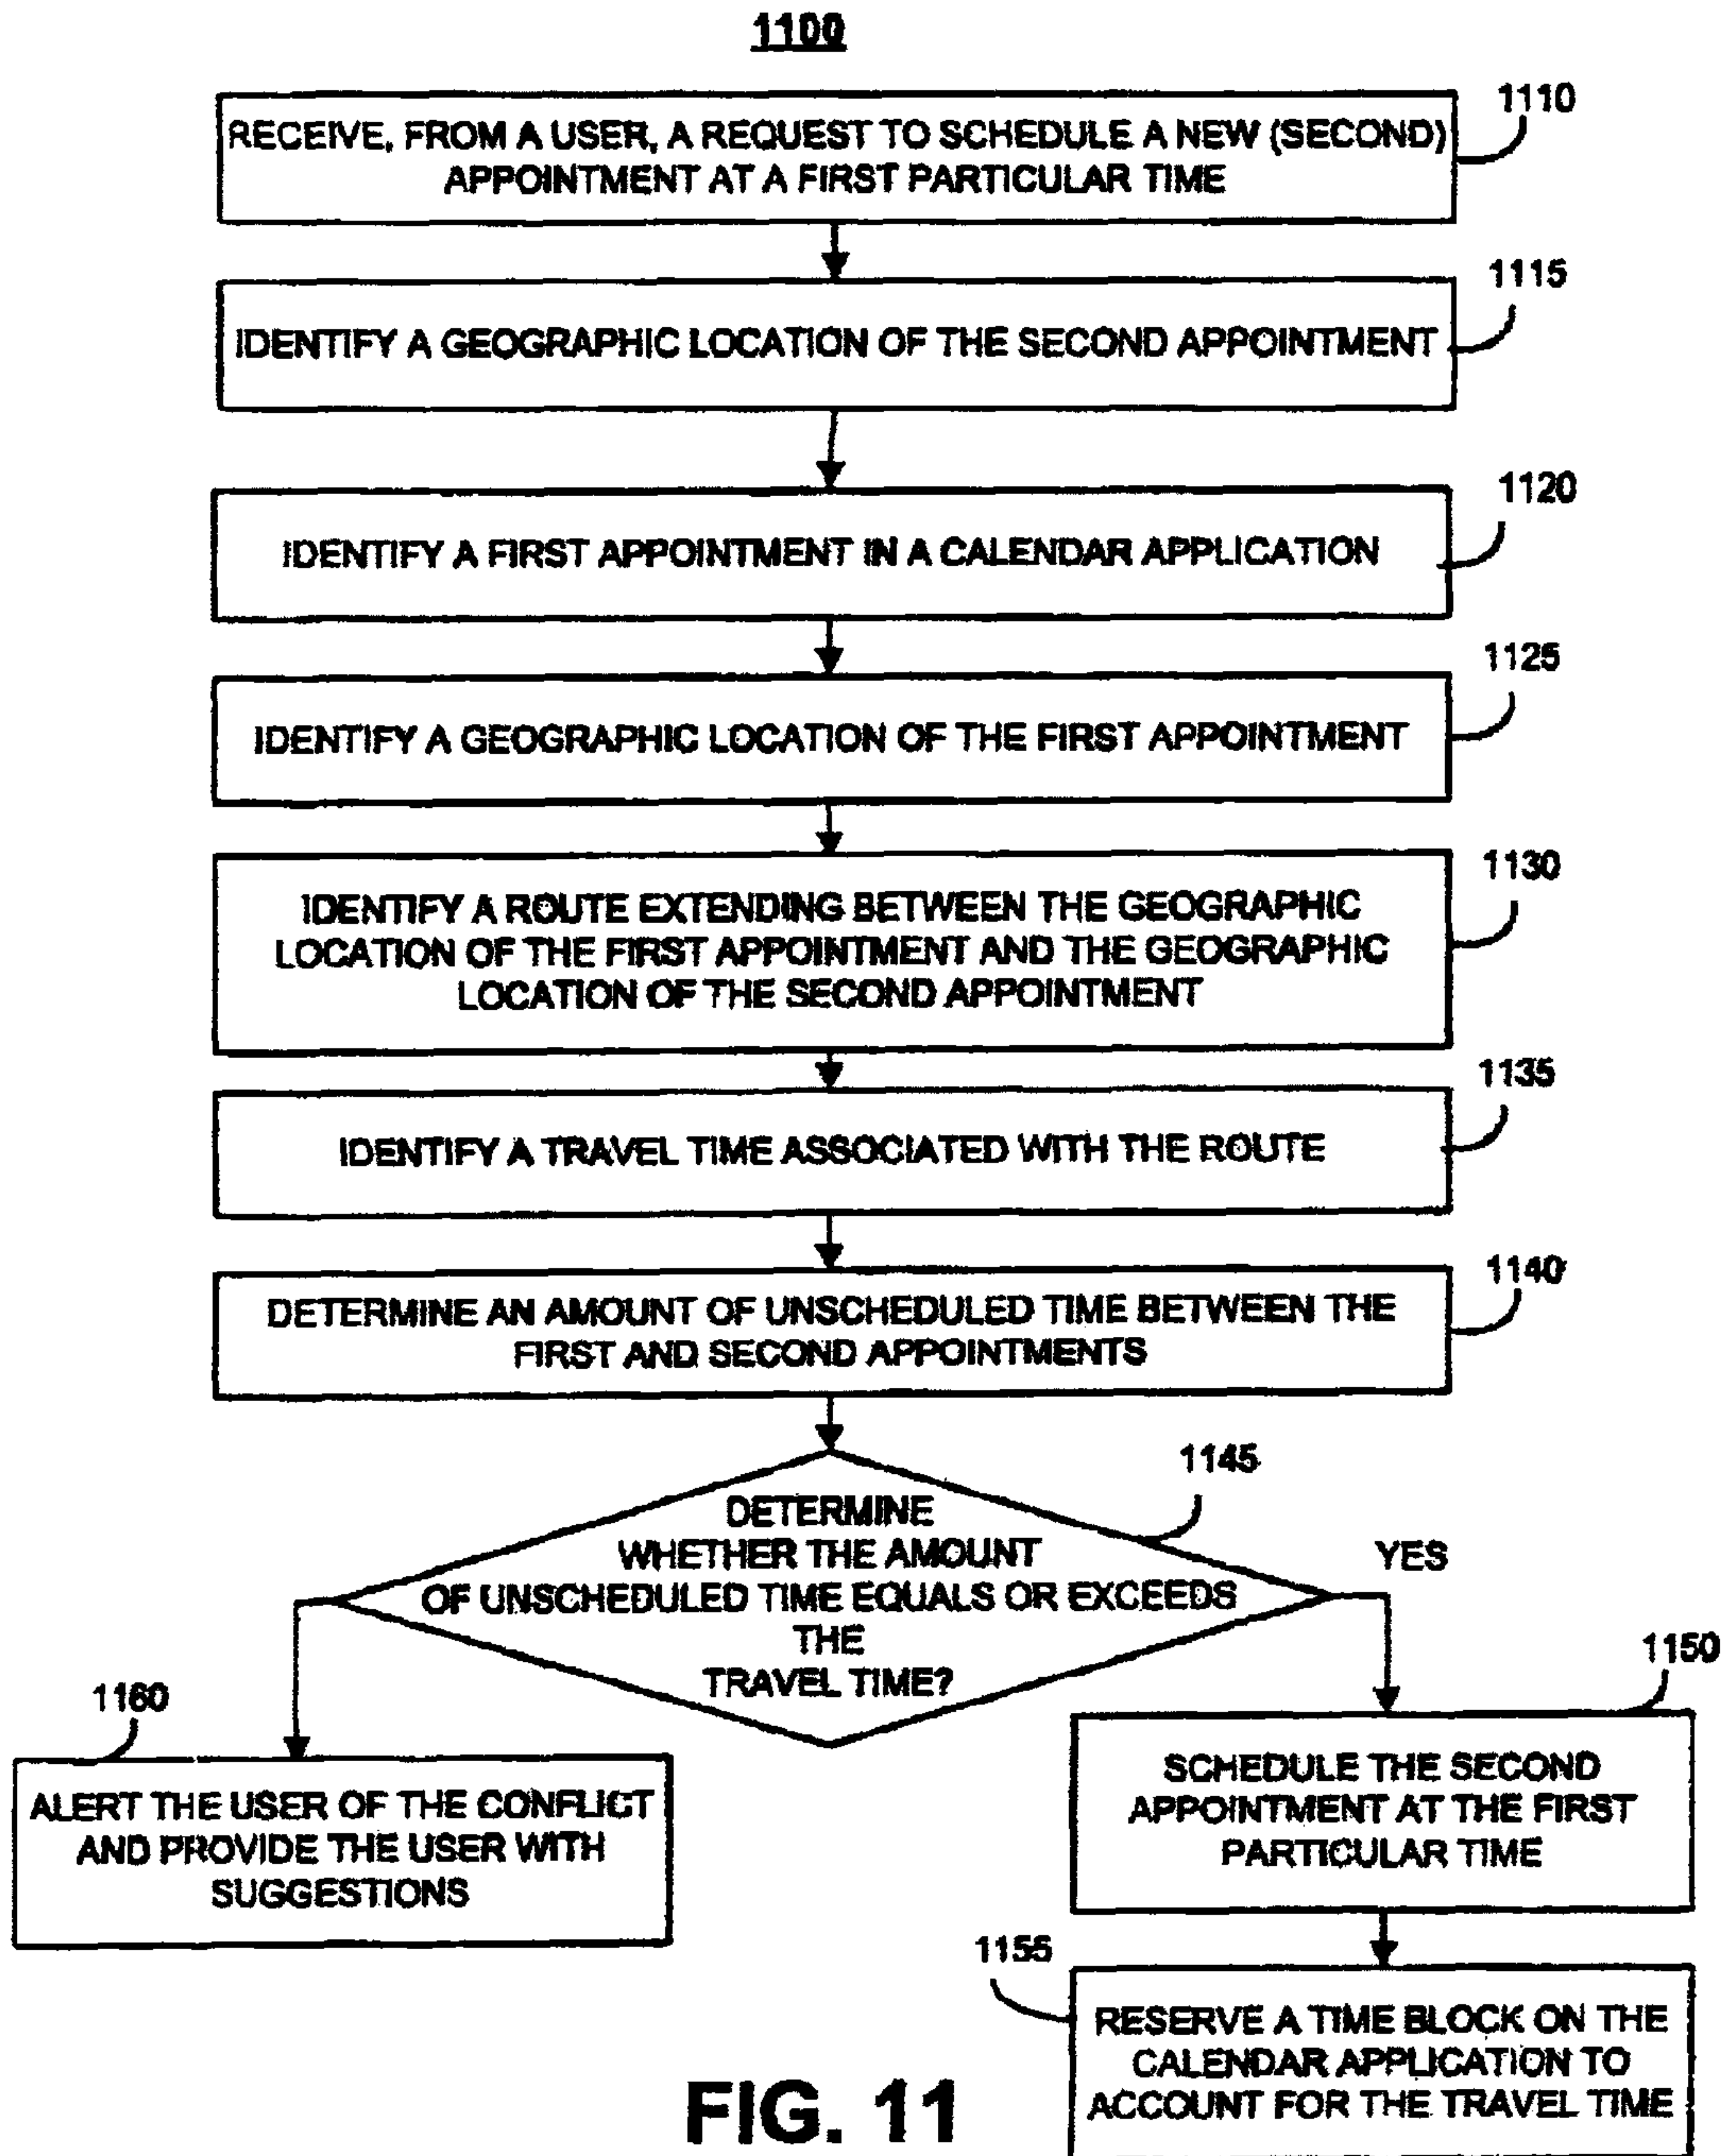 1100
RECEIVE, FROM A USER, A REQUEST TO SCHEDULE A NEW (SECOND)
APPOINTMENT AT A FIRST PARTICULAR TIME
1110
IDENTIFY A GEOGRAPHIC LOCATION OF THE SECOND APPOINTMENT
1115
IDENTIFY A FIRST APPOINTMENT IN A CALENDAR APPLICATION
1120
IDENTIFY A GEOGRAPHIC LOCATION OF THE FIRST APPOINTMENT
1125
IDENTIFY A ROUTE EXTENDING BETWEEN THE GEOGRAPHIC
LOCATION OF THE FIRST APPOINTMENT AND THE GEOGRAPHIC
LOCATION OF THE SECOND APPOINTMENT
1130
IDENTIFY A TRAVEL TIME ASSOCIATED WITH THE ROUTE
1135
DETERMINE AN AMOUNT OF UNSCHEDULED TIME BETWEEN THE
FIRST AND SECOND APPOINTMENTS
1140
DETERMINE
WHETHER THE AMOUNT
OF UNSCHEDULED TIME EQUALS OR EXCEEDS
THE
TRAVEL TIME?
1145
YES
1160
ALERT THE USER OF THE CONFLICT
AND PROVIDE THE USER WITH
SUGGESTIONS
1150
SCHEDULE THE SECOND
APPOINTMENT AT THE FIRST
PARTICULAR TIME
1155
RESERVE A TIME BLOCK ON THE
CALENDAR APPLICATION TO
ACCOUNT FOR THE TRAVEL TIME
FIG. 11